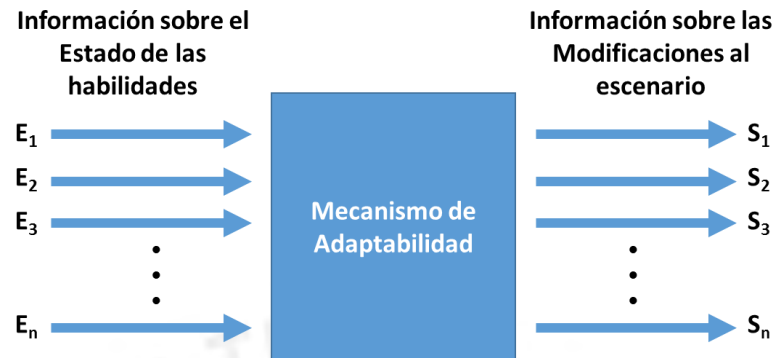 Información sobre el
Estado de las
habilidades
Información sobre las
Modificaciones al
escenario
E₁
E₂
E₃
Eₙ
Mecanismo de
Adaptabilidad
S₁
S₂
S₃
Sₙ